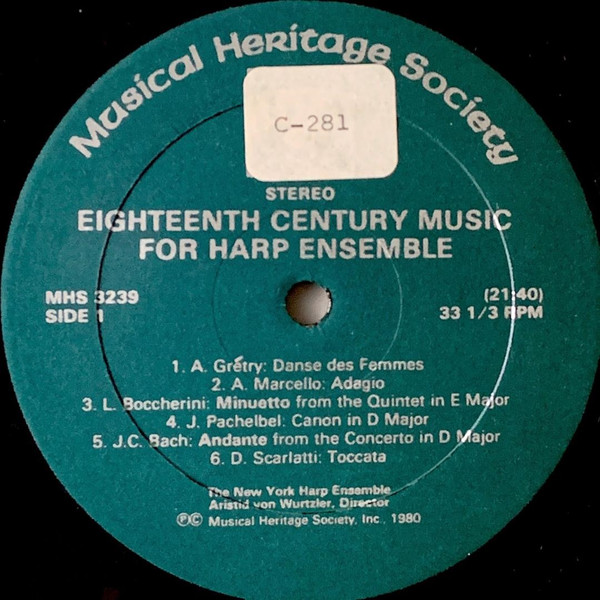 Musical Heritage Society
C-281
STEREO
EIGHTEENTH CENTURY MUSIC
FOR HARP ENSEMBLE
MHS 3239
SIDE 1
(21:40)
33 1/3 RPM
1. A. Grétry: Danse des Femmes
2. A. Marcello: Adagio
3. L. Boccherini: Minuetto from the Quintet in E Major
4. J. Pachelbel: Canon in D Major
5. J.C. Bach: Andante from the Concerto in D Major
6. D. Scarlatti: Toccata
The New York Harp Ensemble
Aristid von Wurtzler, Director
℗© Musical Heritage Society, Inc., 1980